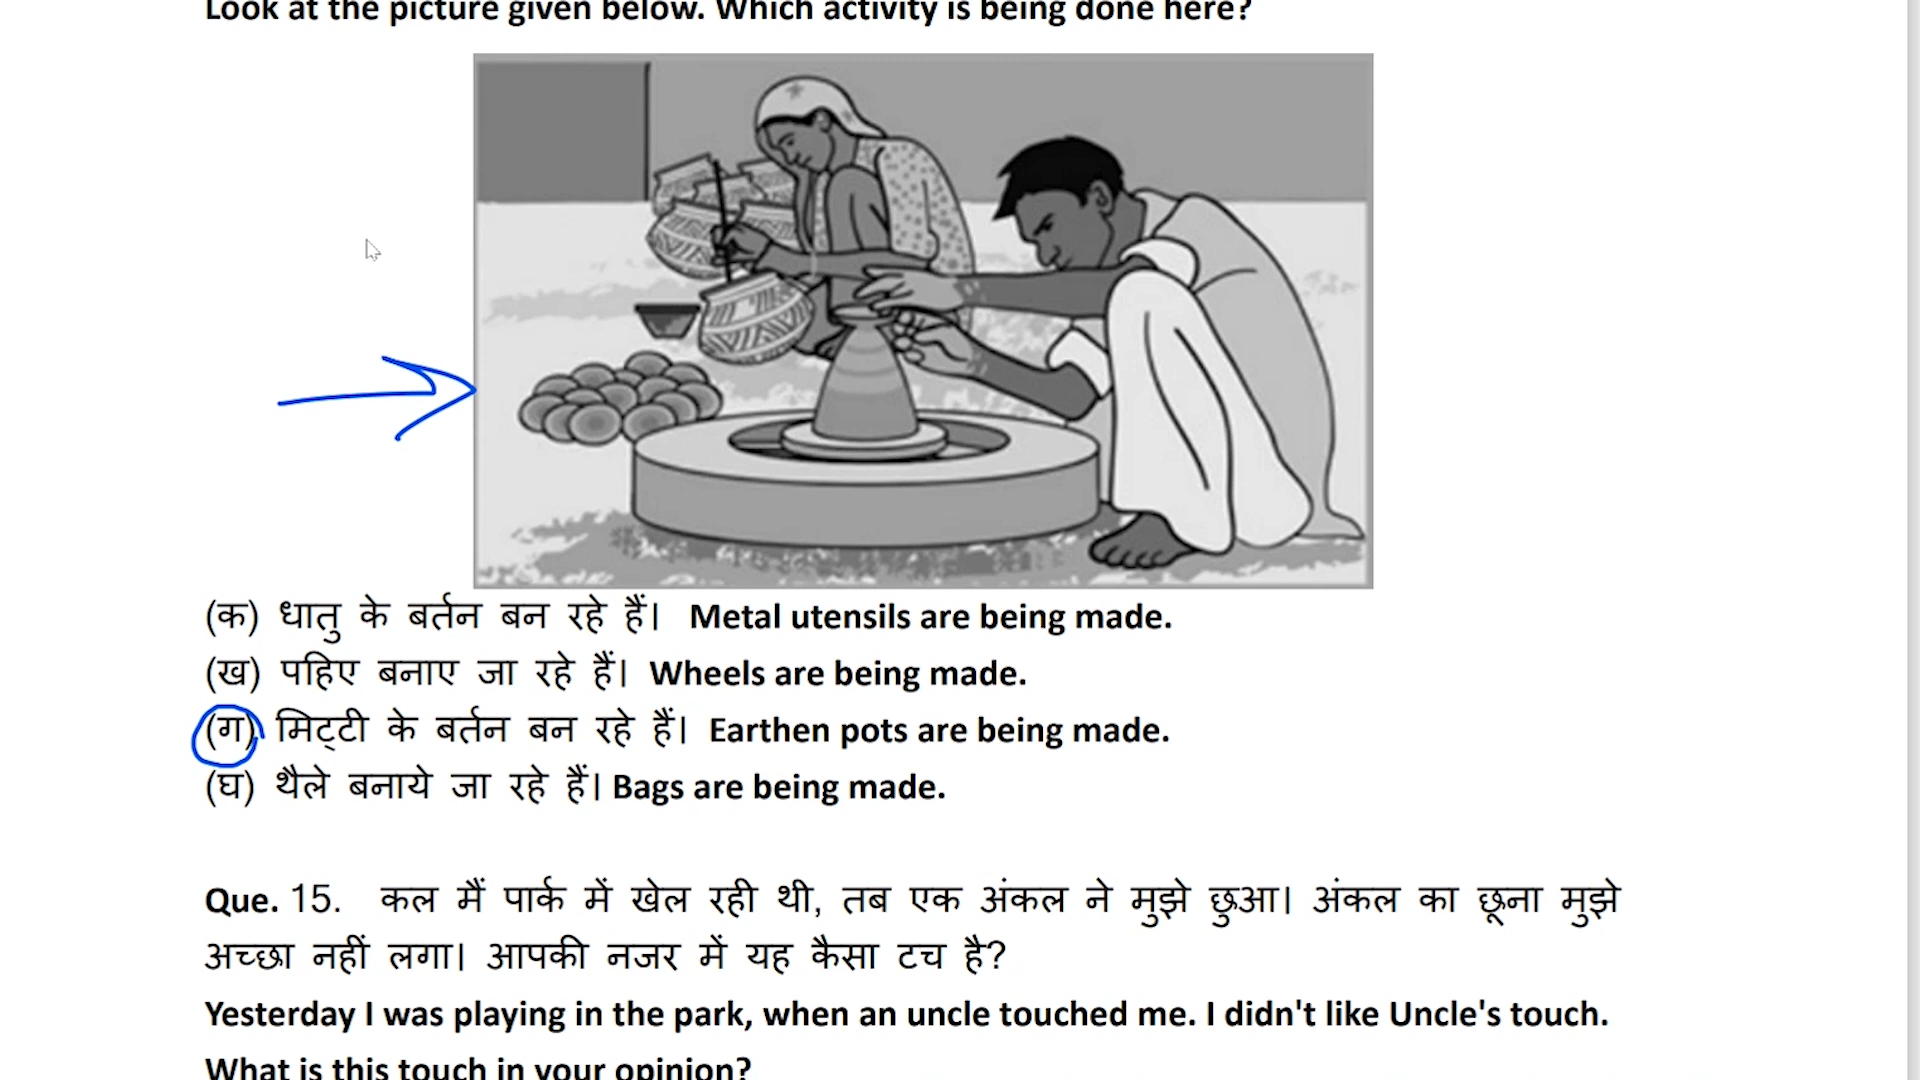 Look at the picture given below. Which activity is being done here?
(क) धातु के बर्तन बन रहे हैं। Metal utensils are being made.
(ख) पहिए बनाए जा रहे हैं। Wheels are being made.
(ग) मिट्टी के बर्तन बन रहे हैं। Earthen pots are being made.
(घ) थैले बनाये जा रहे हैं। Bags are being made.
Que. 15. कल मैं पार्क में खेल रही थी, तब एक अंकल ने मुझे छुआ। अंकल का छूना मुझे
अच्छा नहीं लगा। आपकी नजर में यह कैसा टच है?
Yesterday I was playing in the park, when an uncle touched me. I didn't like Uncle's touch.
What is this touch in your opinion?